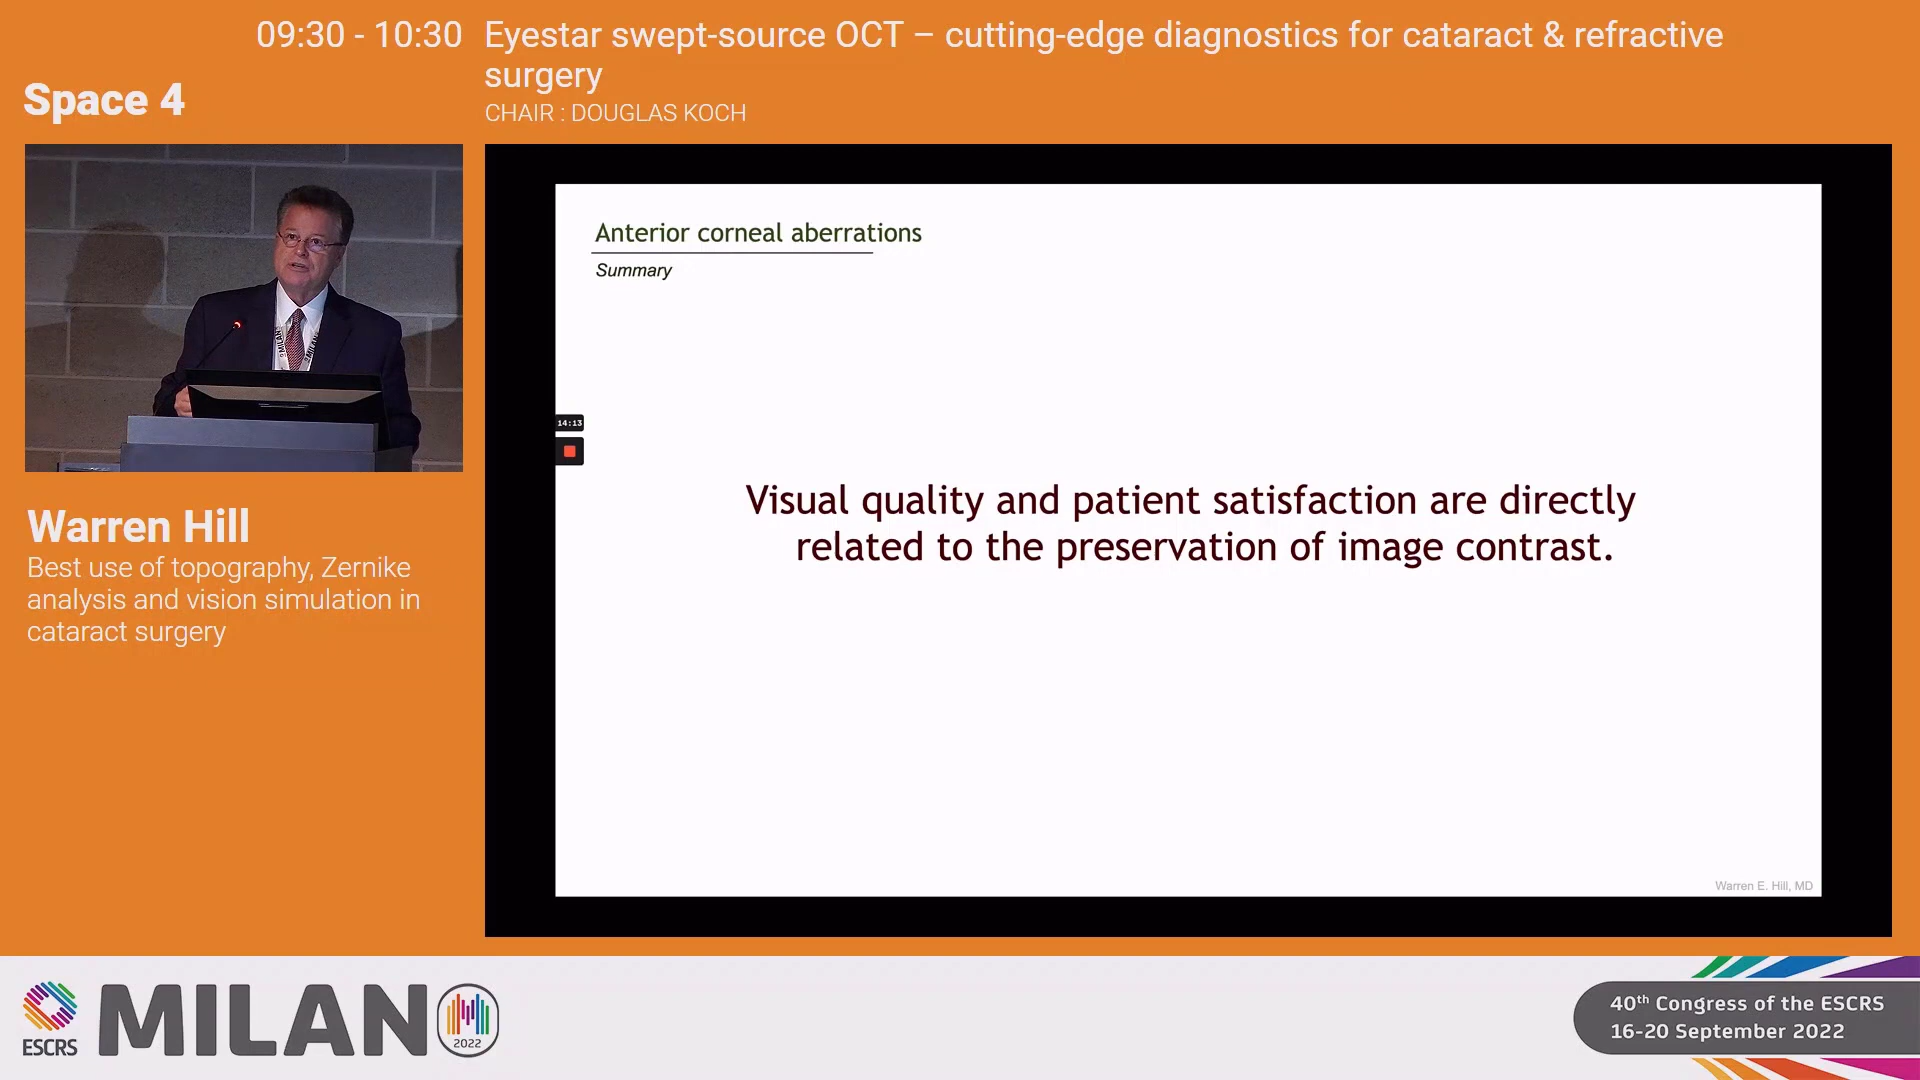 09:30 - 10:30
Eyestar swept-source OCT – cutting-edge diagnostics for cataract & refractive
surgery
CHAIR : DOUGLAS KOCH
Space 4
Warren Hill
Best use of topography, Zernike
analysis and vision simulation in
cataract surgery
Anterior corneal aberrations
Summary
14:13
Visual quality and patient satisfaction are directly
related to the preservation of image contrast.
Warren E. Hill, MD
ESCRS
MILANO
2022
40th Congress of the ESCRS
16-20 September 2022